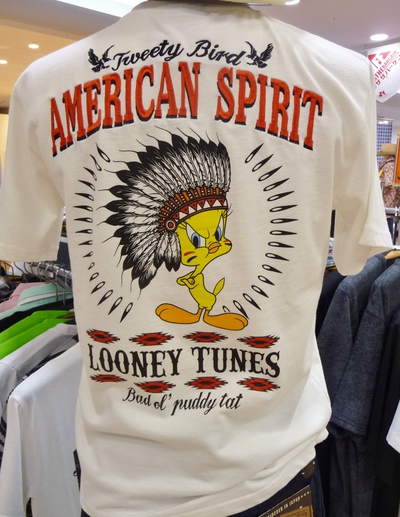 Tweety Bird
AMERICAN SPIRIT
LOONEY TUNES
Bad ol' puddy tat